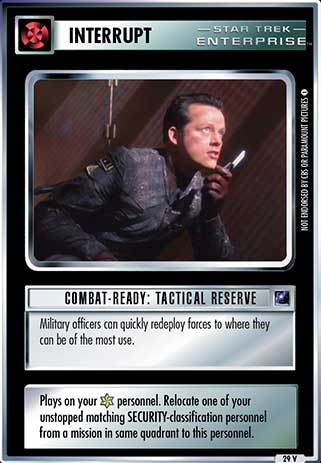 INTERRUPT
STAR TREK
ENTERPRISE™
NOT ENDORSED BY CBS OR PARAMOUNT PICTURES
COMBAT-READY: TACTICAL RESERVE
Military officers can quickly redeploy forces to where they
can be of the most use.
Plays on your personnel. Relocate one of your
unstopped matching SECURITY-classification personnel
from a mission in same quadrant to this personnel.
29 V